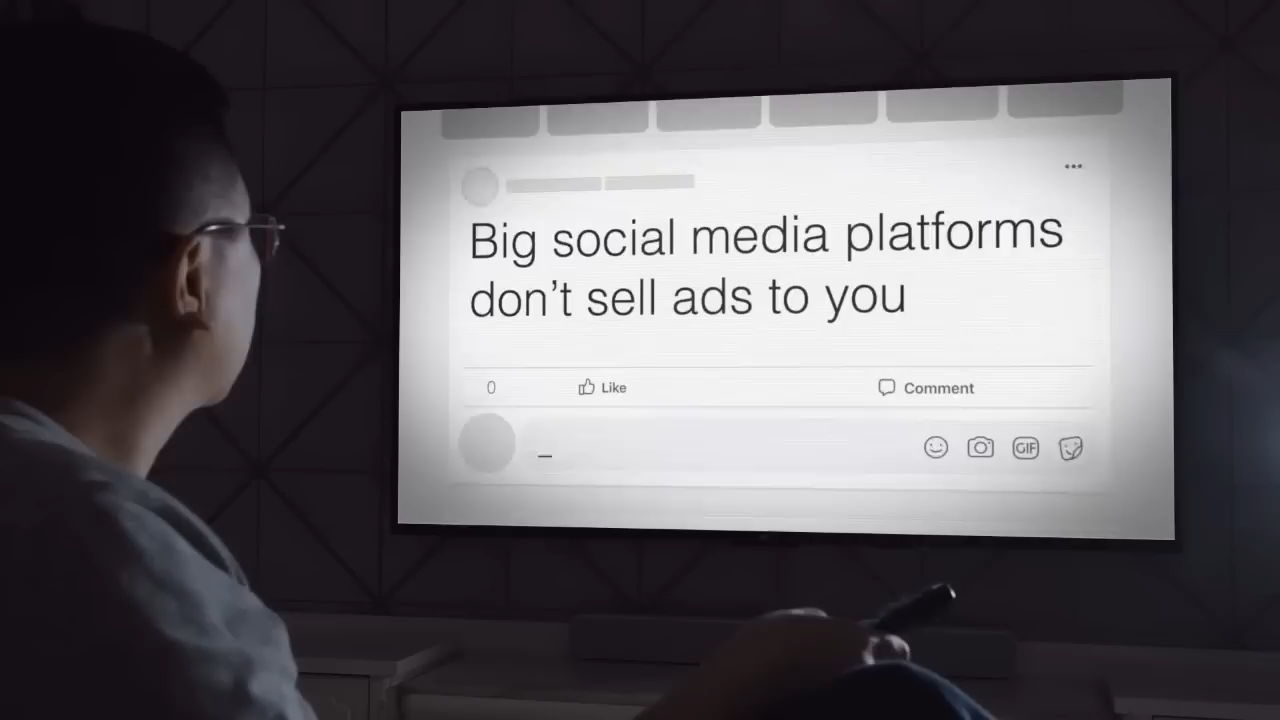 Big social media platforms
don't sell ads to you
0 Like Comment
GIF